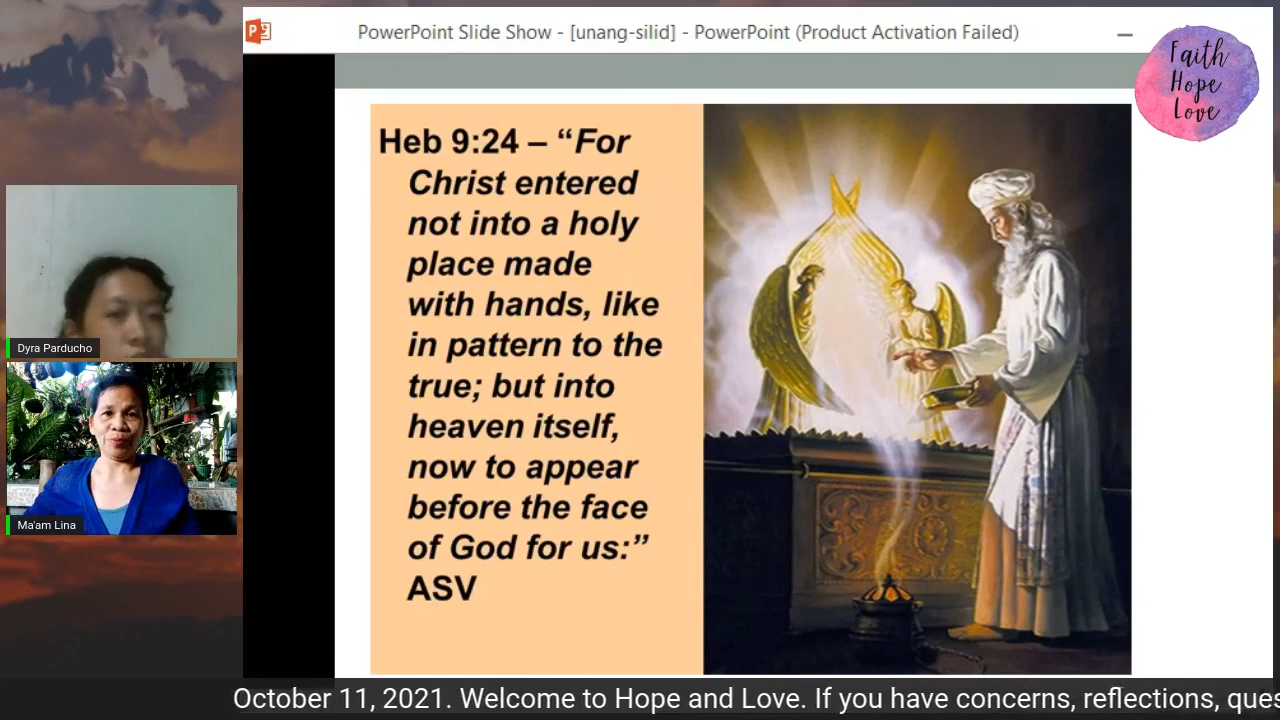 PowerPoint Slide Show - [unang-silid] - PowerPoint (Product Activation Failed)
Faith
Hope
Love
Heb 9:24 – “For
Christ entered
not into a holy
place made
with hands, like
in pattern to the
true; but into
heaven itself,
now to appear
before the face
of God for us:”
ASV
Dyra Parducho
Ma'am Lina
October 11, 2021. Welcome to Hope and Love. If you have concerns, reflections, ques